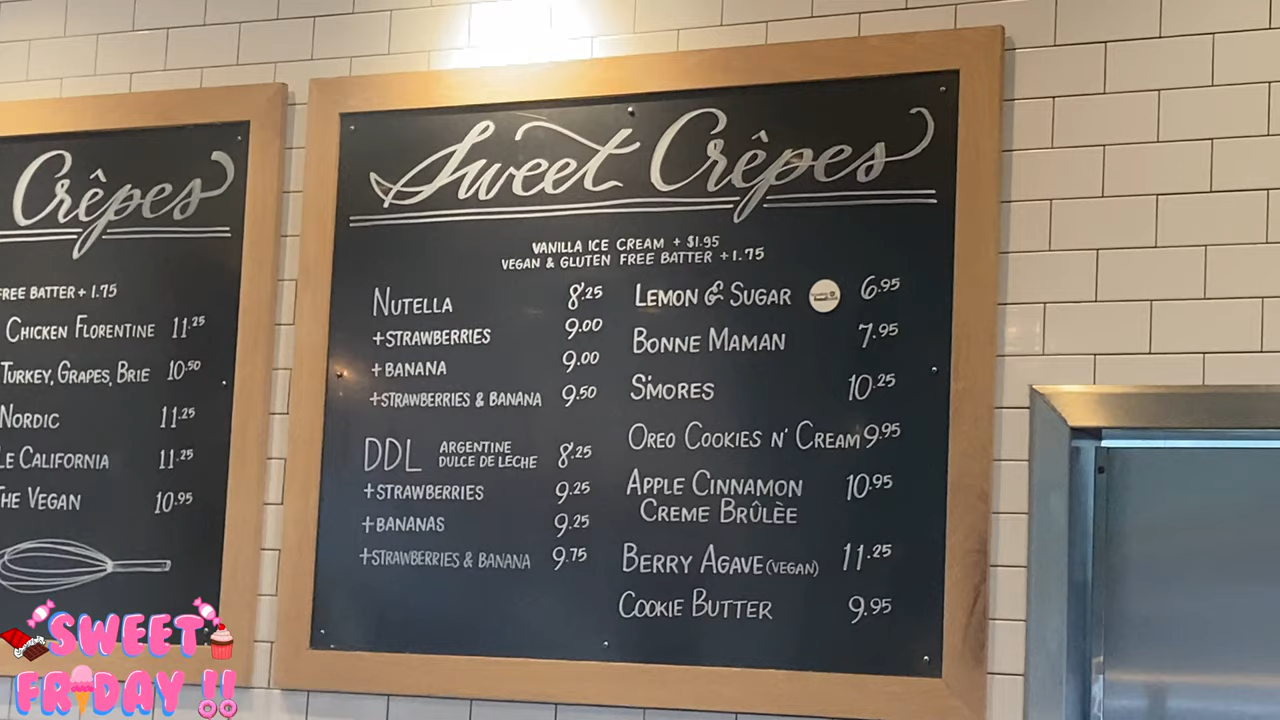 Crêpes
FREE BATTER + 1.75
CHICKEN FLORENTINE 11.25
TURKEY, GRAPES, BRIE 10.50
NORDIC 11.25
LE CALIFORNIA 11.25
THE VEGAN 10.95
Sweet Crêpes
VANILLA ICE CREAM + $1.95
VEGAN & GLUTEN FREE BATTER +1.75
NUTELLA 8.25
+STRAWBERRIES 9.00
+BANANA 9.00
+STRAWBERRIES & BANANA 9.50
DDL ARGENTINE
DULCE DE LECHE 8.25
+STRAWBERRIES 9.25
+BANANAS 9.25
+STRAWBERRIES & BANANA 9.75
LEMON & SUGAR 6.95
BONNE MAMAN 7.95
S'MORES 10.25
OREO COOKIES N' CREAM 9.95
APPLE CINNAMON 10.95
CREME BRÛLÈE
BERRY AGAVE (VEGAN) 11.25
COOKIE BUTTER 9.95
SWEET
FRIDAY !!